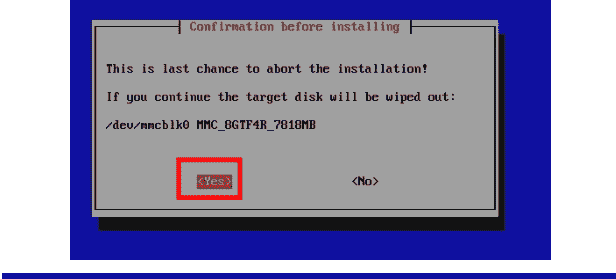 Confirmation before installing
This is last chance to abort the installation!
If you continue the target disk will be wiped out:
/dev/mmcblk0 MMC_8GTF4R_7818MB
<Yes> <No>